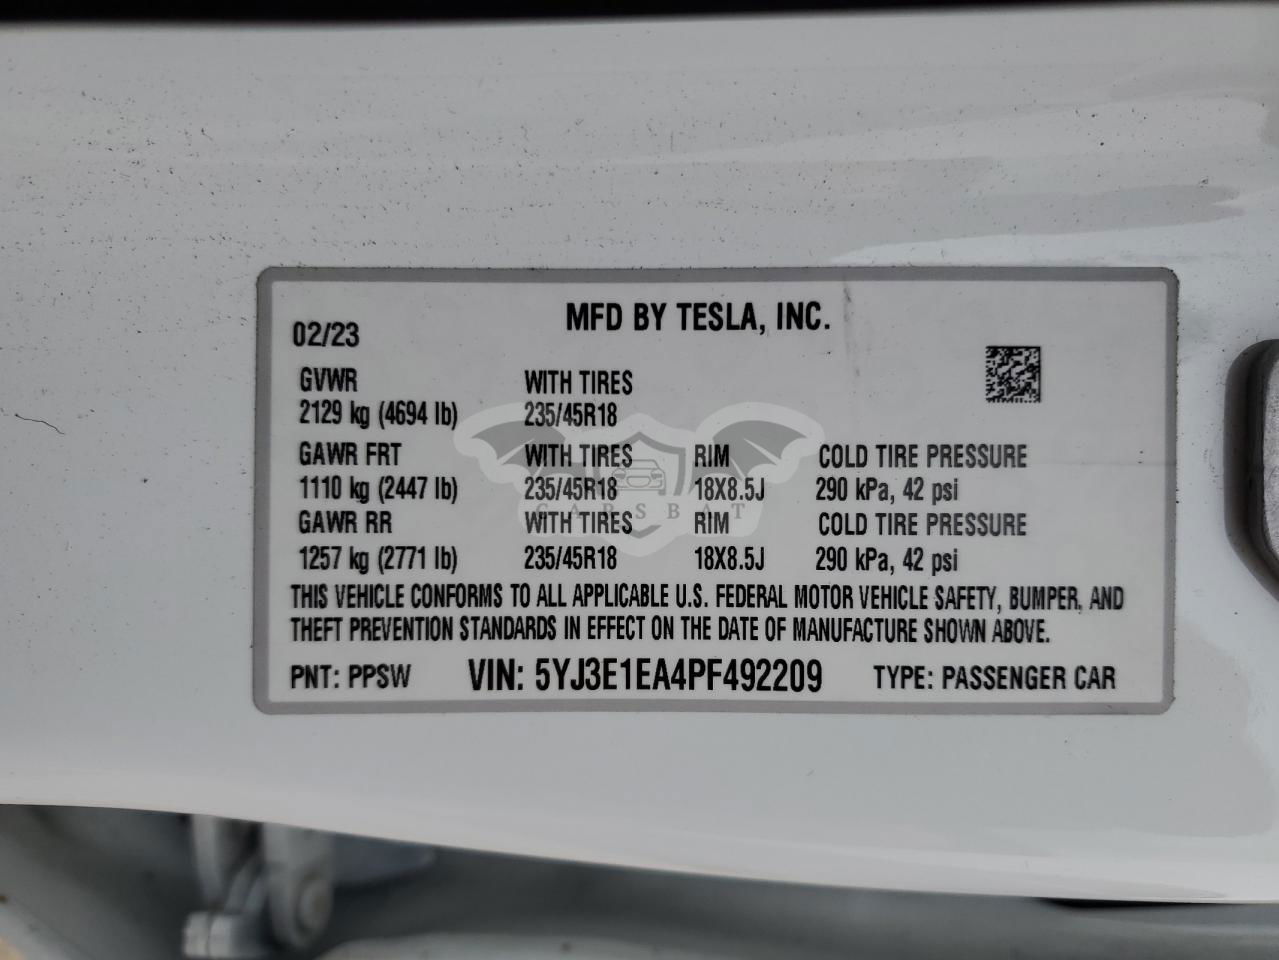 MFD BY TESLA, INC.
02/23
GVWR WITH TIRES
2129 kg (4694 lb) 235/45R18
GAWR FRT WITH TIRES RIM COLD TIRE PRESSURE
1110 kg (2447 lb) 235/45R18 18X8.5J 290 kPa, 42 psi
CARSBAT
GAWR RR WITH TIRES RIM COLD TIRE PRESSURE
1257 kg (2771 lb) 235/45R18 18X8.5J 290 kPa, 42 psi
THIS VEHICLE CONFORMS TO ALL APPLICABLE U.S. FEDERAL MOTOR VEHICLE SAFETY, BUMPER, AND
THEFT PREVENTION STANDARDS IN EFFECT ON THE DATE OF MANUFACTURE SHOWN ABOVE.
PNT: PPSW VIN: 5YJ3E1EA4PF492209 TYPE: PASSENGER CAR